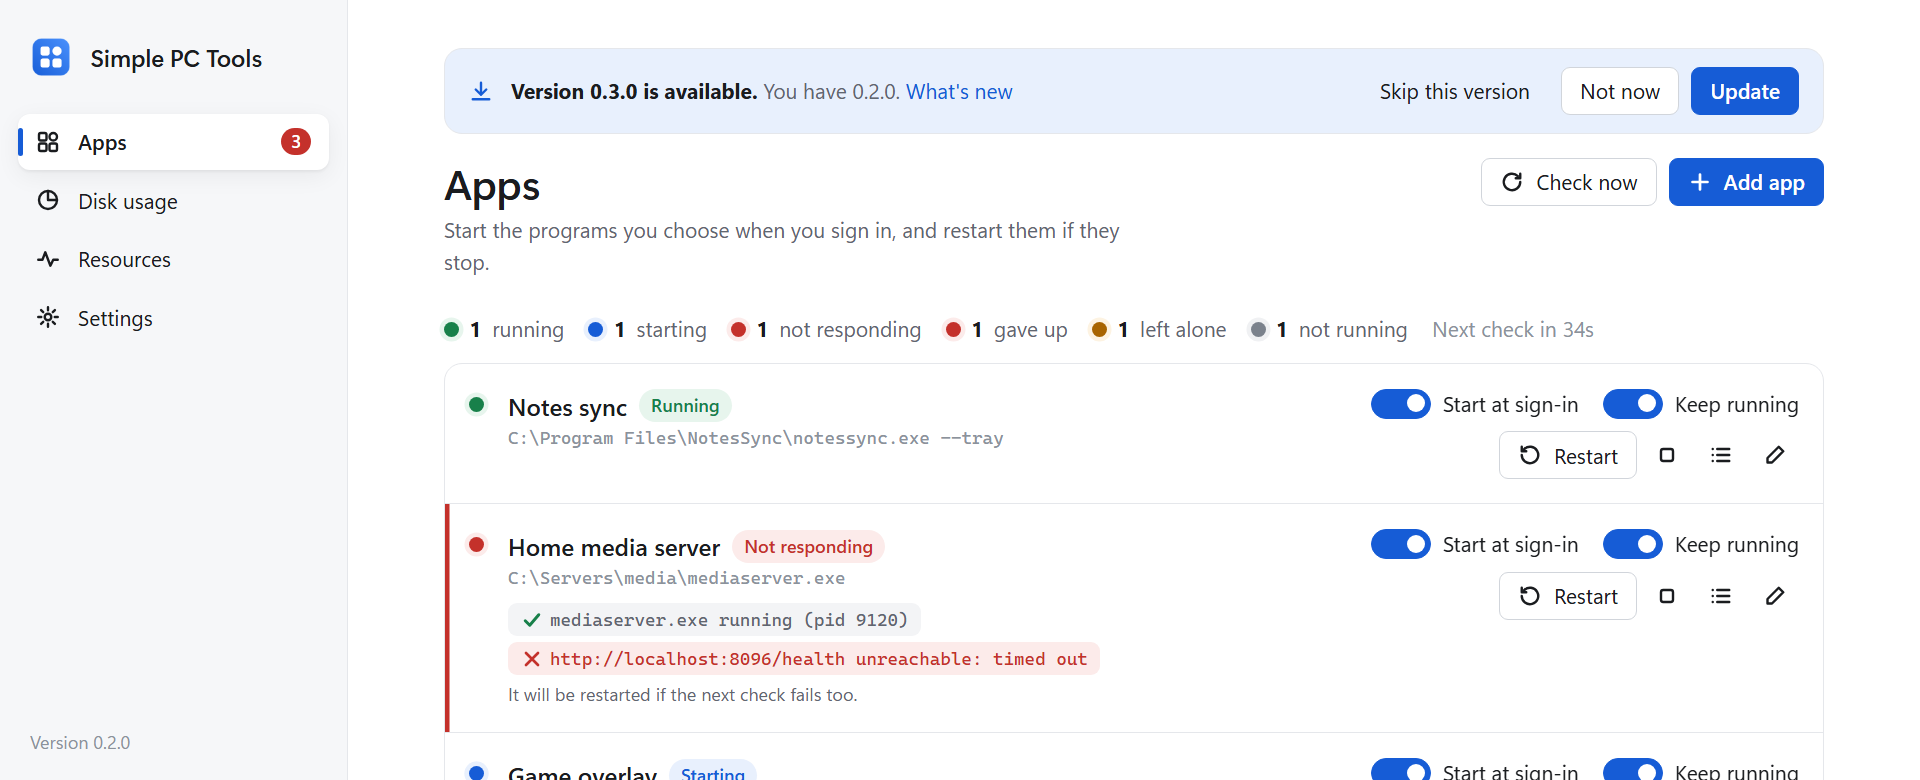 Simple PC Tools
Apps 3
Disk usage
Resources
Settings
Version 0.2.0
Version 0.3.0 is available. You have 0.2.0. What's new
Skip this version
Not now
Update
Apps
Start the programs you choose when you sign in, and restart them if they
stop.
Check now
Add app
1 running 1 starting 1 not responding 1 gave up 1 left alone 1 not running Next check in 34s
Notes sync Running
C:\Program Files\NotesSync\notessync.exe --tray
Start at sign-in Keep running
Restart
Home media server Not responding
C:\Servers\media\mediaserver.exe
mediaserver.exe running (pid 9120)
http://localhost:8096/health unreachable: timed out
It will be restarted if the next check fails too.
Start at sign-in Keep running
Restart
Game overlay Starting
Start at sign-in Keep running